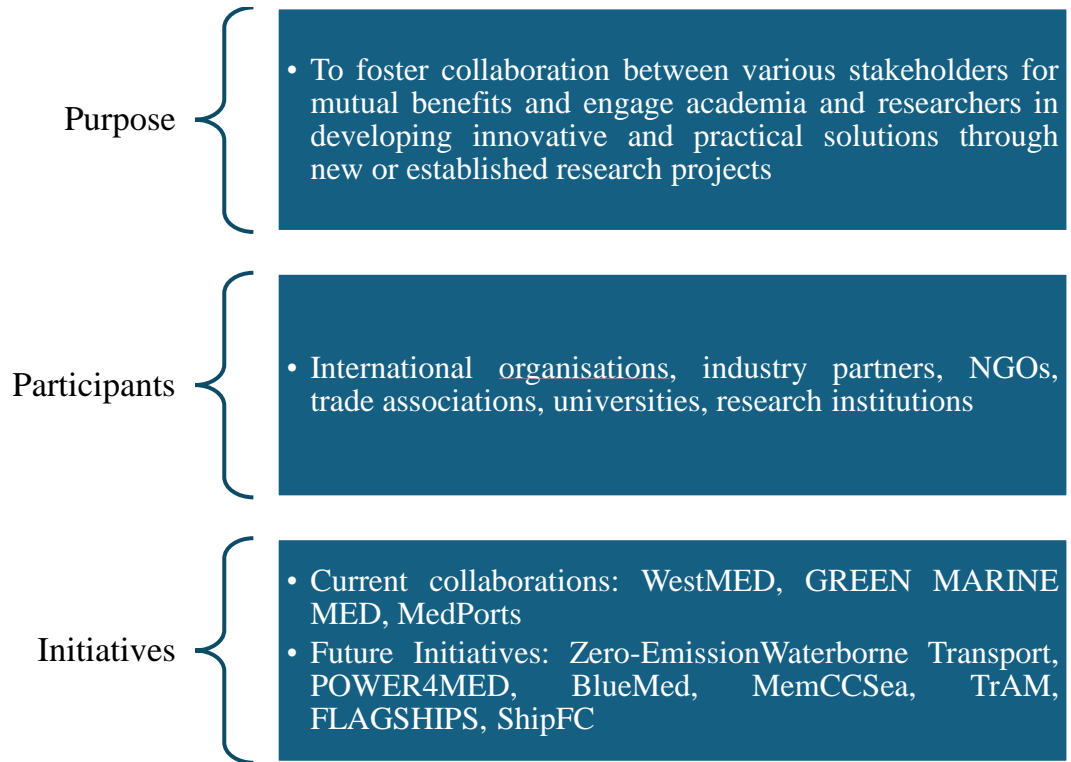 Purpose
• To foster collaboration between various stakeholders for
mutual benefits and engage academia and researchers in
developing innovative and practical solutions through
new or established research projects
Participants
• International organisations, industry partners, NGOs,
trade associations, universities, research institutions
Initiatives
• Current collaborations: WestMED, GREEN MARINE
MED, MedPorts
• Future Initiatives: Zero-EmissionWaterborne Transport,
POWER4MED, BlueMed, MemCCSea, TrAM,
FLAGSHIPS, ShipFC